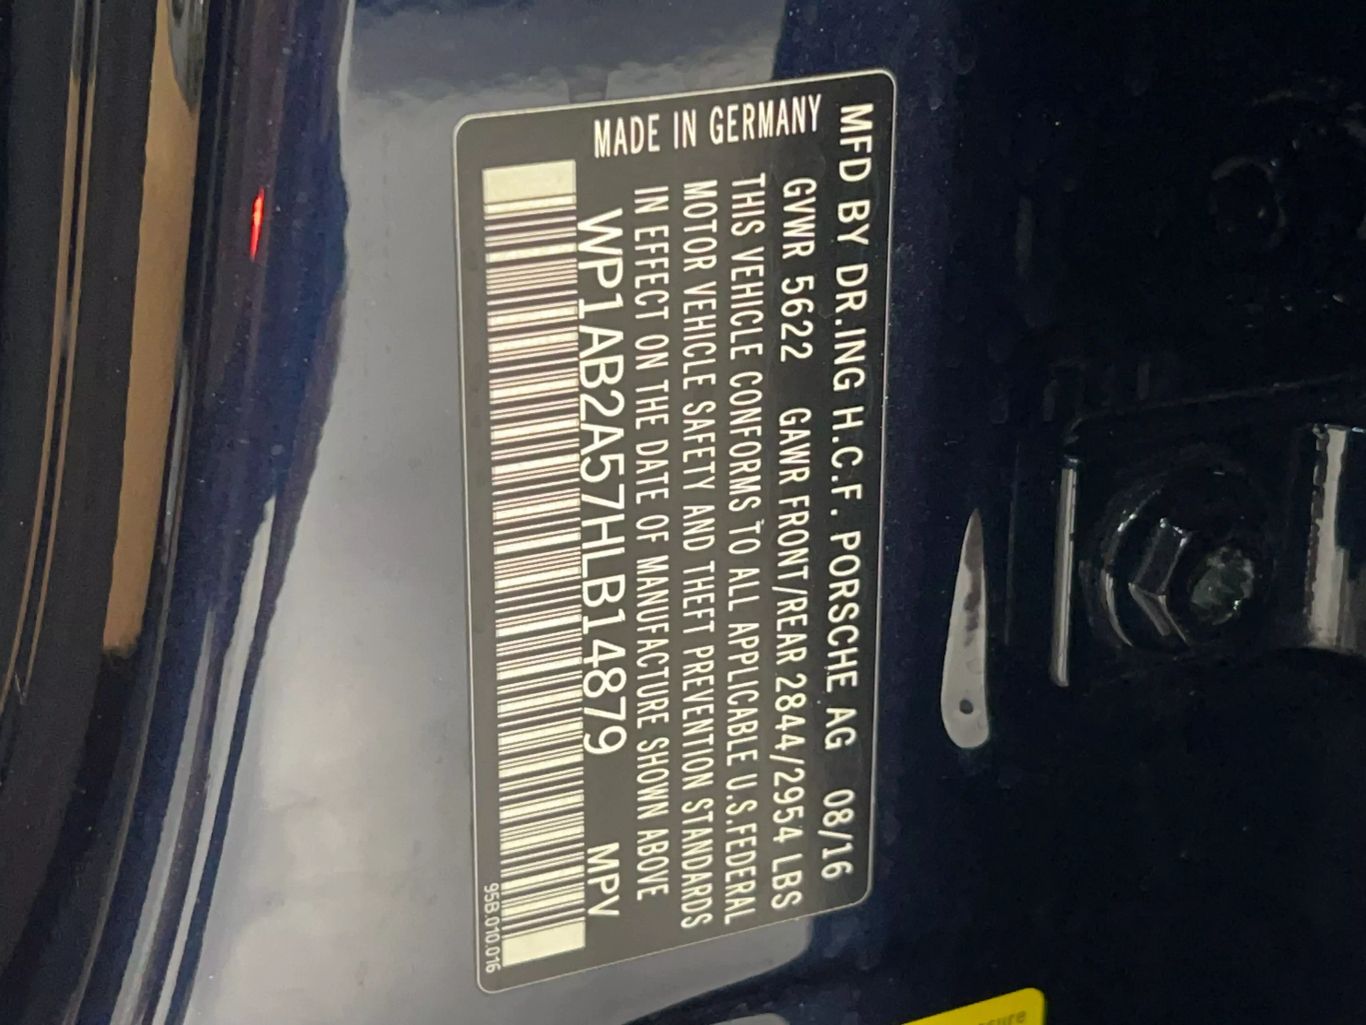 MFD BY DR.ING H.C.F. PORSCHE AG 08/16
MADE IN GERMANY
GVWR 5622 GAWR FRONT/REAR 2844/2954 LBS
THIS VEHICLE CONFORMS TO ALL APPLICABLE U.S.FEDERAL
MOTOR VEHICLE SAFETY AND THEFT PREVENTION STANDARDS
IN EFFECT ON THE DATE OF MANUFACTURE SHOWN ABOVE
WP1AB2A57HLB14879 MPV
95B.010.016